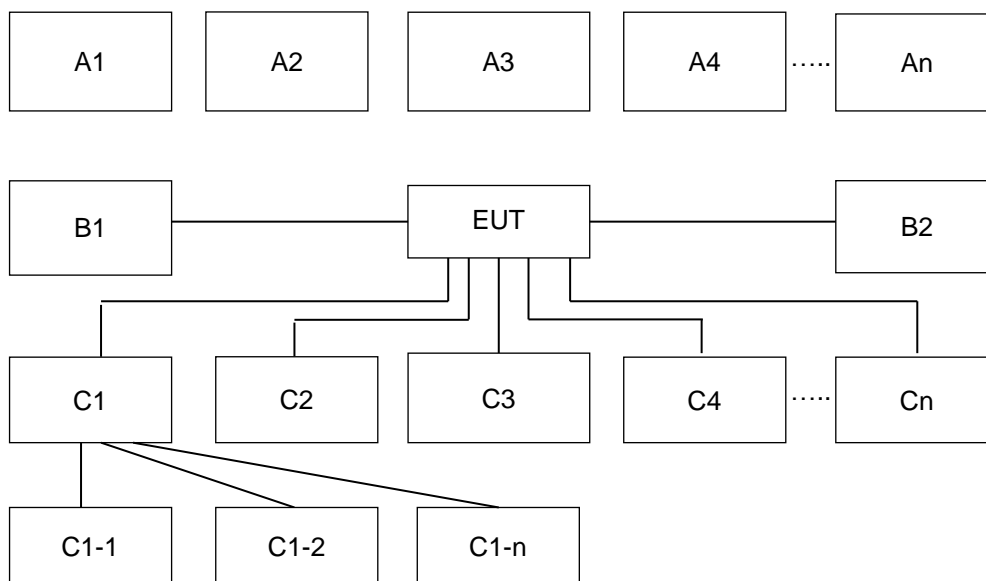 A1 A2 A3 A4 ..... An
B1 EUT B2
C1 C2 C3 C4 ..... Cn
C1-1 C1-2 C1-n